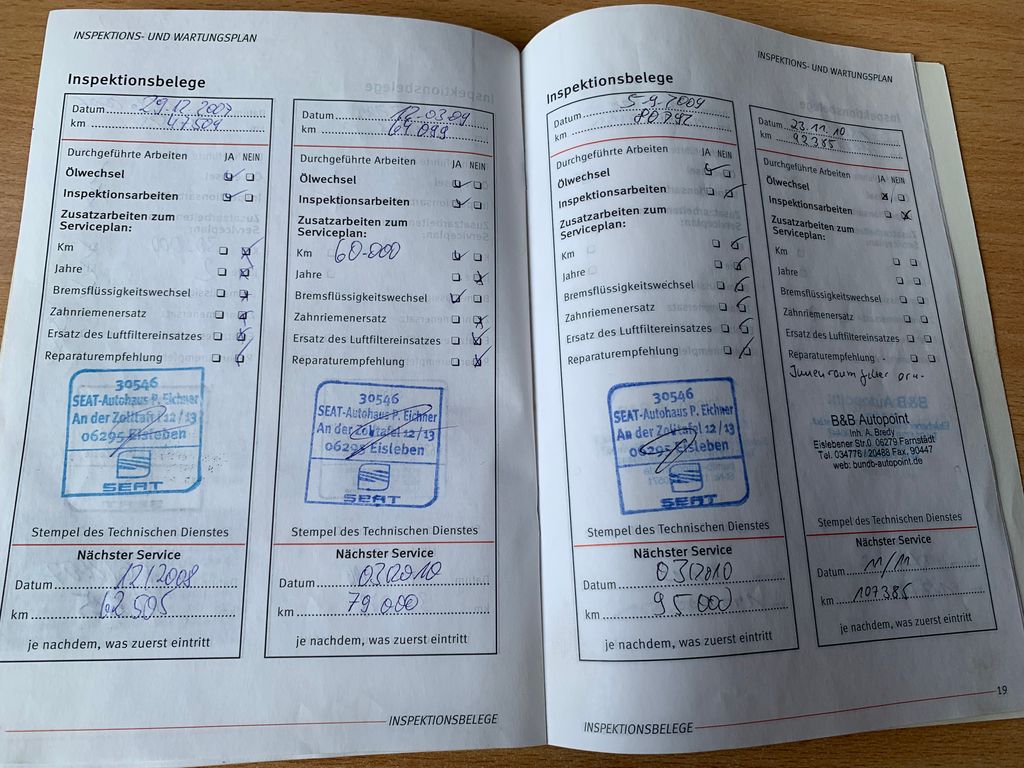 INSPEKTIONS- UND WARTUNGSPLAN
Inspektionsbelege
Datum 29.12.2007
km 47504
Durchgeführte Arbeiten JA NEIN
Ölwechsel
Inspektionsarbeiten
Zusatzarbeiten zum
Serviceplan:
Km
Jahre
Bremsflüssigkeitswechsel
Zahnriemenersatz
Ersatz des Luftfiltereinsatzes
Reparaturempfehlung
30546
SEAT-Autohaus P. Eichner
An der Zolltafel 12/13
06295 Eisleben
SEAT
Stempel des Technischen Dienstes
Nächster Service
Datum 12/2008
km 62505
je nachdem, was zuerst eintritt
Datum 12.03.09
km 64099
Durchgeführte Arbeiten JA NEIN
Ölwechsel
Inspektionsarbeiten
Zusatzarbeiten zum
Serviceplan:
Km 60.000
Jahre
Bremsflüssigkeitswechsel
Zahnriemenersatz
Ersatz des Luftfiltereinsatzes
Reparaturempfehlung
30546
SEAT-Autohaus P. Eichner
An der Zolltafel 12/13
06295 Eisleben
SEAT
Stempel des Technischen Dienstes
Nächster Service
Datum 03/2010
km 79.000
je nachdem, was zuerst eintritt
INSPEKTIONSBELEGE
INSPEKTIONS- UND WARTUNGSPLAN
Inspektionsbelege
Datum 5.9.2009
km 80.792
Durchgeführte Arbeiten JA NEIN
Ölwechsel
Inspektionsarbeiten
Zusatzarbeiten zum
Serviceplan:
Km
Jahre
Bremsflüssigkeitswechsel
Zahnriemenersatz
Ersatz des Luftfiltereinsatzes
Reparaturempfehlung
30546
SEAT-Autohaus P. Eichner
An der Zolltafel 12/13
06295 Eisleben
SEAT
Stempel des Technischen Dienstes
Nächster Service
Datum 03/2010
km 95000
je nachdem, was zuerst eintritt
Datum 23.11.10
km 92385
Durchgeführte Arbeiten JA NEIN
Ölwechsel
Inspektionsarbeiten
Zusatzarbeiten zum
Serviceplan:
Km
Jahre
Bremsflüssigkeitswechsel
Zahnriemenersatz
Ersatz des Luftfiltereinsatzes
Reparaturempfehlung
Innenraumfilter
B&B Autopoint
Inh. A. Bredy
Eislebener Str.0 06279 Farnstädt
Tel. 034776 / 20488 Fax. 90447
web: bundb-autopoint.de
Stempel des Technischen Dienstes
Nächster Service
Datum 11/11
km 107385
je nachdem, was zuerst eintritt
INSPEKTIONSBELEGE
19